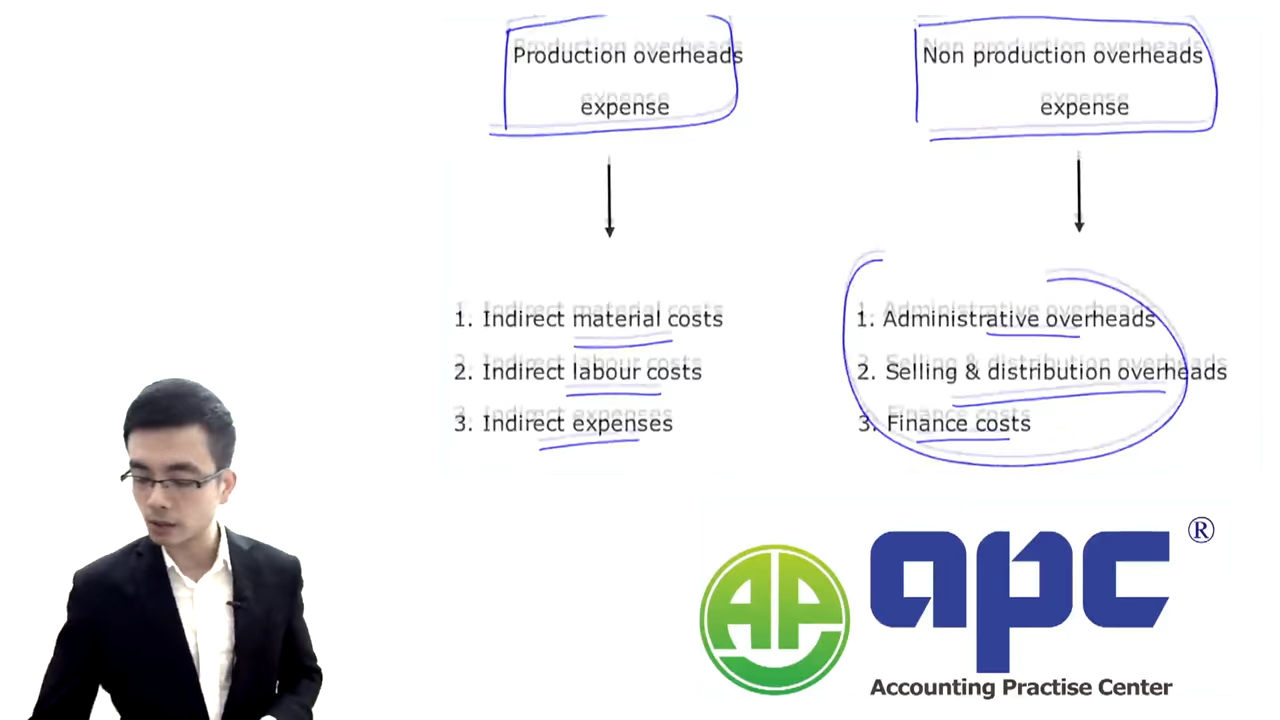 Production overheads
expense
Non production overheads
expense
1. Indirect material costs
2. Indirect labour costs
3. Indirect expenses
1. Administrative overheads
2. Selling & distribution overheads
3. Finance costs
AP
apc®
Accounting Practise Center